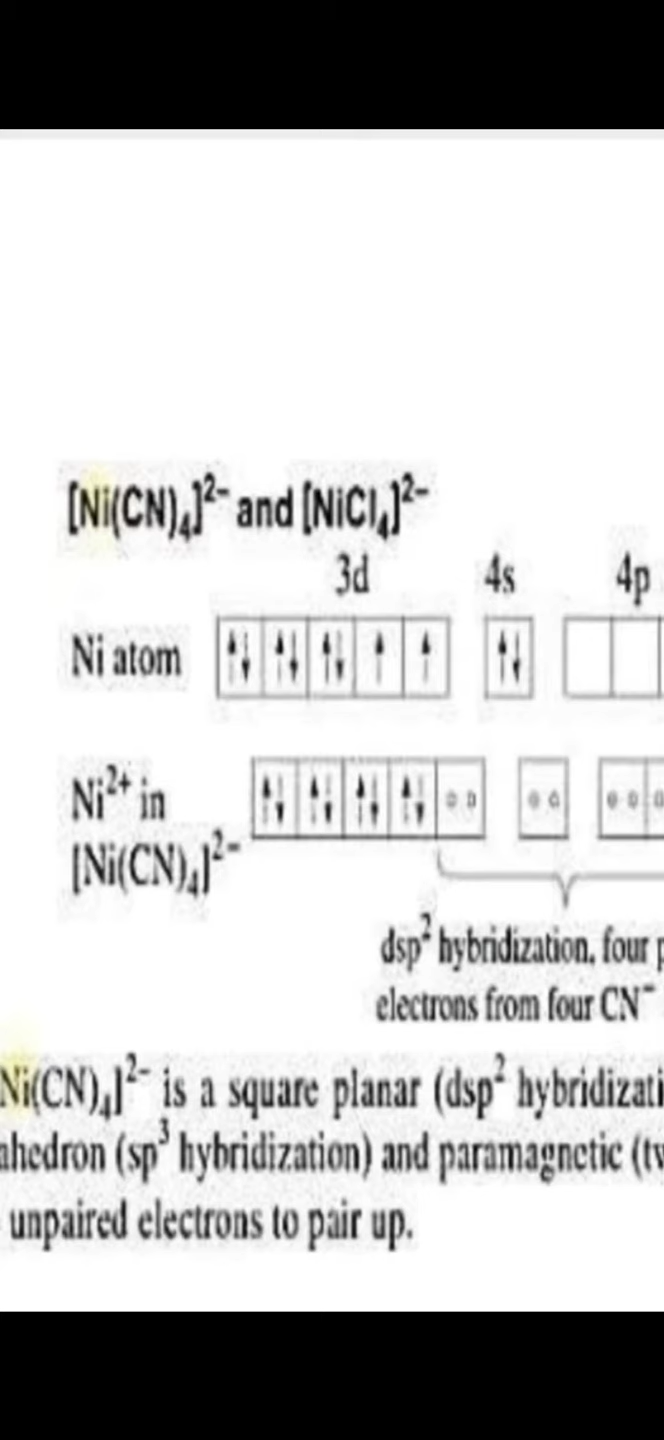 [Ni(CN)₄]²⁻ and [NiCl₄]²⁻
3d 4s 4p
Ni atom
Ni²⁺ in
[Ni(CN)₄]²⁻
dsp² hybridization, four p
electrons from four CN⁻
Ni(CN)₄]²⁻ is a square planar (dsp² hybridizati
ahedron (sp³ hybridization) and paramagnetic (tw
unpaired electrons to pair up.